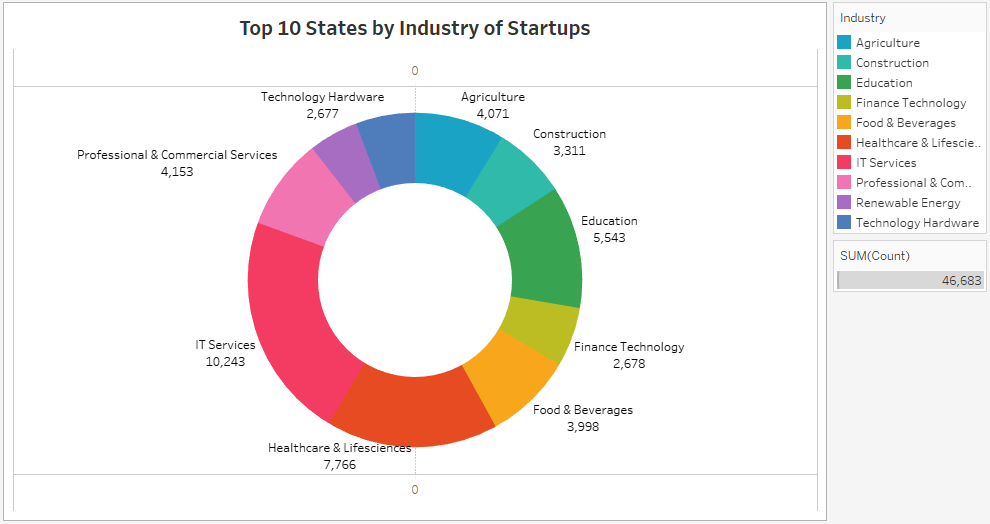 Top 10 States by Industry of Startups
0
Technology Hardware
2,677
Agriculture
4,071
Construction
3,311
Professional & Commercial Services
4,153
Education
5,543
IT Services
10,243
Finance Technology
2,678
Food & Beverages
3,998
Healthcare & Lifesciences
7,766
0
Industry
Agriculture
Construction
Education
Finance Technology
Food & Beverages
Healthcare & Lifescie..
IT Services
Professional & Com..
Renewable Energy
Technology Hardware
SUM(Count)
46,683